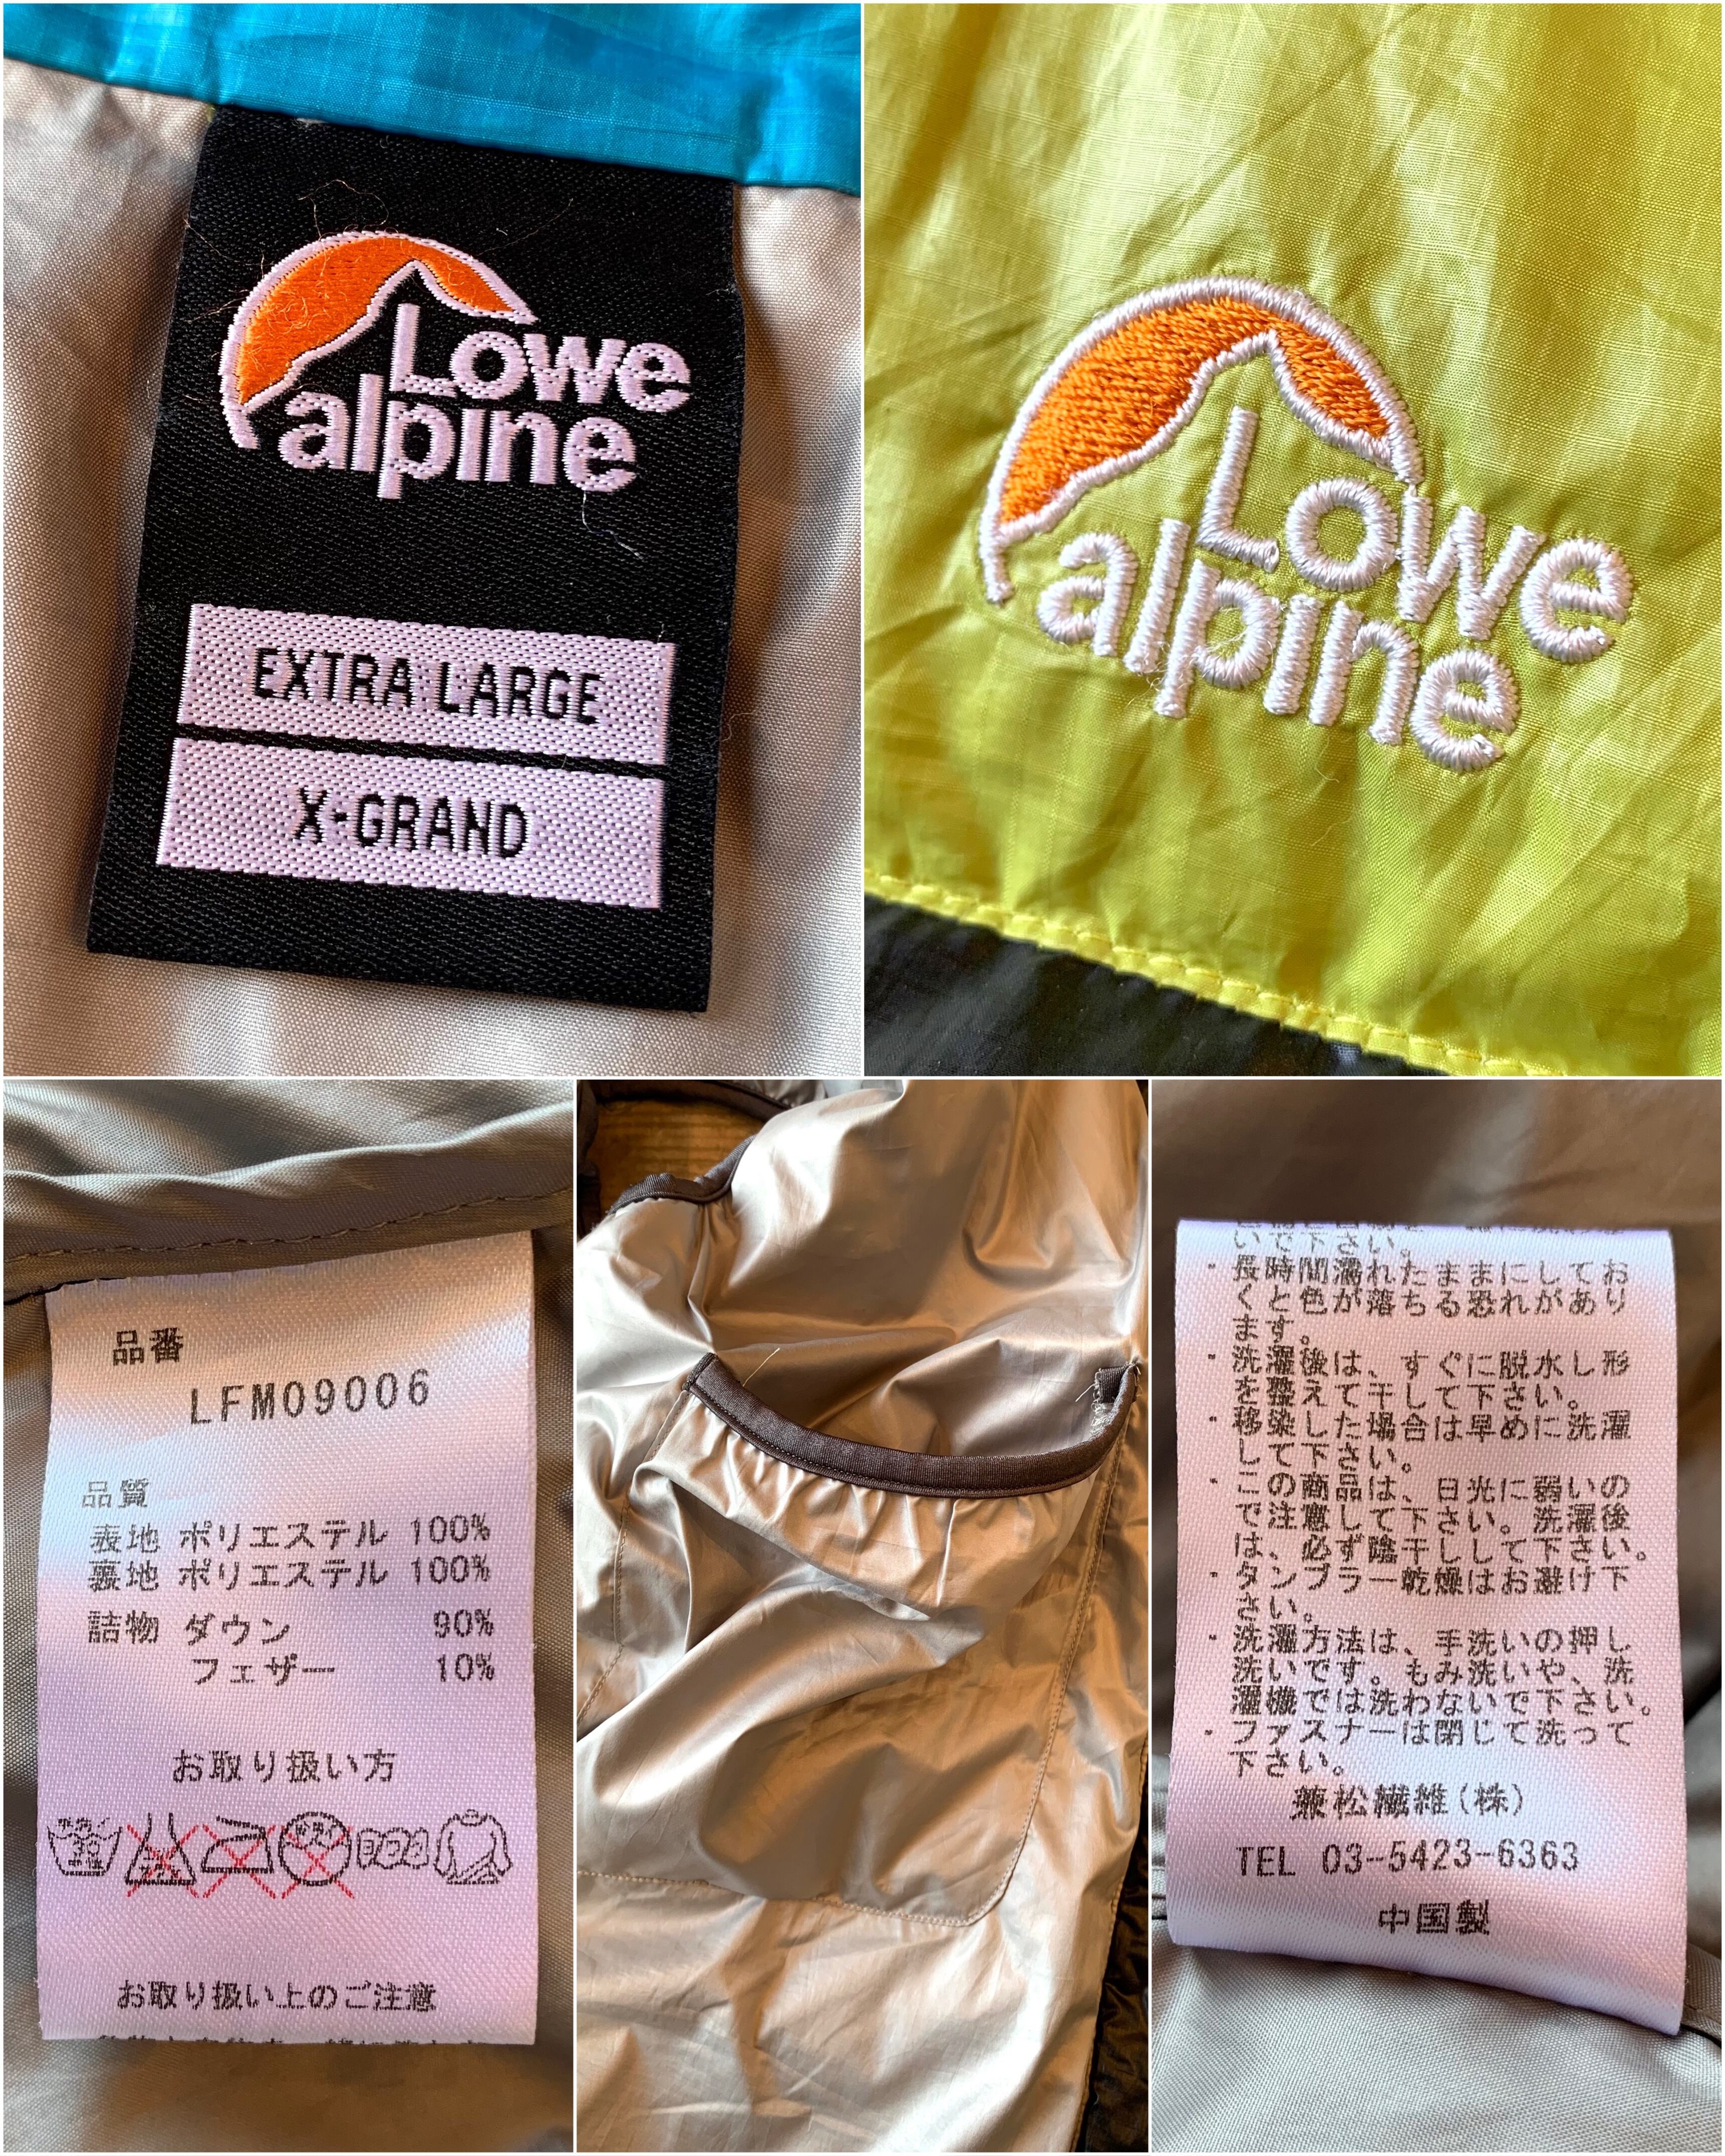 Lowe
alpine
EXTRA LARGE
X-GRAND
Lowe
alpine
品番
LFM09006
品質
表地 ポリエステル 100%
裏地 ポリエステル 100%
詰物 ダウン 90%
フェザー 10%
お取り扱い方
お取り扱い上のご注意
いで下さい。
・長時間濡れたままにしてお
くと色が落ちる恐れがあり
ます。
・洗濯後は、すぐに脱水し形
を整えて干して下さい。
・移染した場合は早めに洗濯
して下さい。
・この商品は、日光に弱いの
で注意して下さい。洗濯後
は、必ず陰干しして下さい。
・タンブラー乾燥はお避け下
さい。
・洗濯方法は、手洗いの押し
洗いです。もみ洗いや、洗
濯機では洗わないで下さい。
・ファスナーは閉じて洗って
下さい。
兼松繊維(株)
TEL 03-5423-6363
中国製